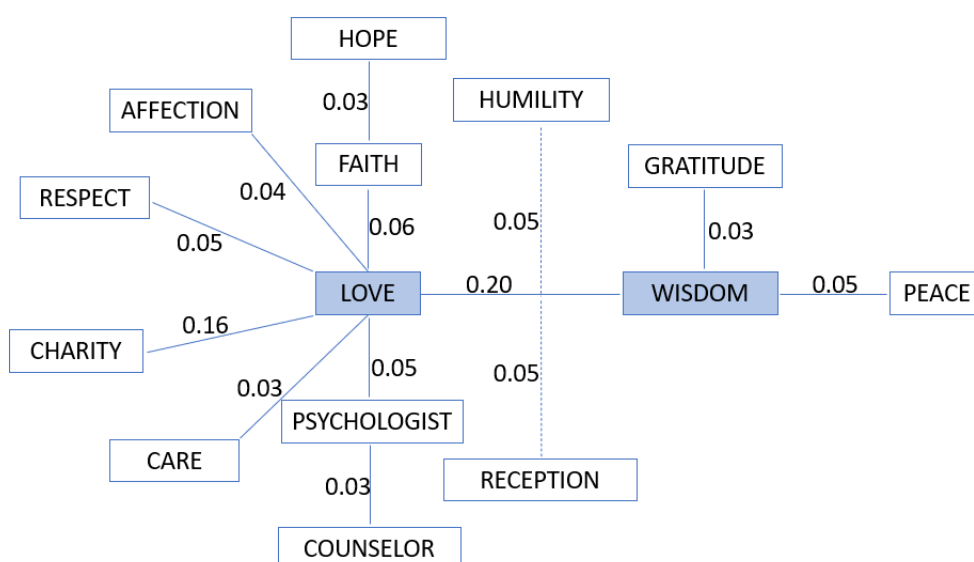 HOPE
0.03
HUMILITY
AFFECTION
FAITH
GRATITUDE
0.04
RESPECT
0.06
0.05
0.03
0.05
LOVE
0.20
WISDOM
0.05
PEACE
0.16
CHARITY
0.05
0.05
0.03
PSYCHOLOGIST
CARE
RECEPTION
0.03
COUNSELOR